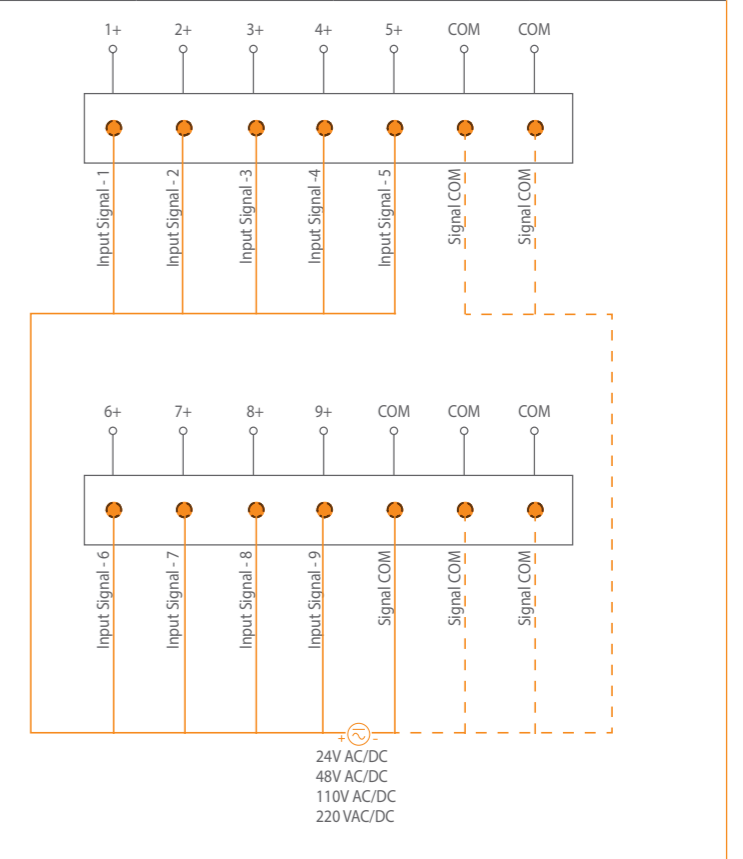 1+ 2+ 3+ 4+ 5+ COM COM
Input Signal - 1
Input Signal - 2
Input Signal -3
Input Signal -4
Input Signal - 5
Signal COM
Signal COM
6+ 7+ 8+ 9+ COM COM COM
Input Signal - 6
Input Signal - 7
Input Signal - 8
Input Signal - 9
Signal COM
Signal COM
Signal COM
+ -
24V AC/DC
48V AC/DC
110V AC/DC
220 VAC/DC